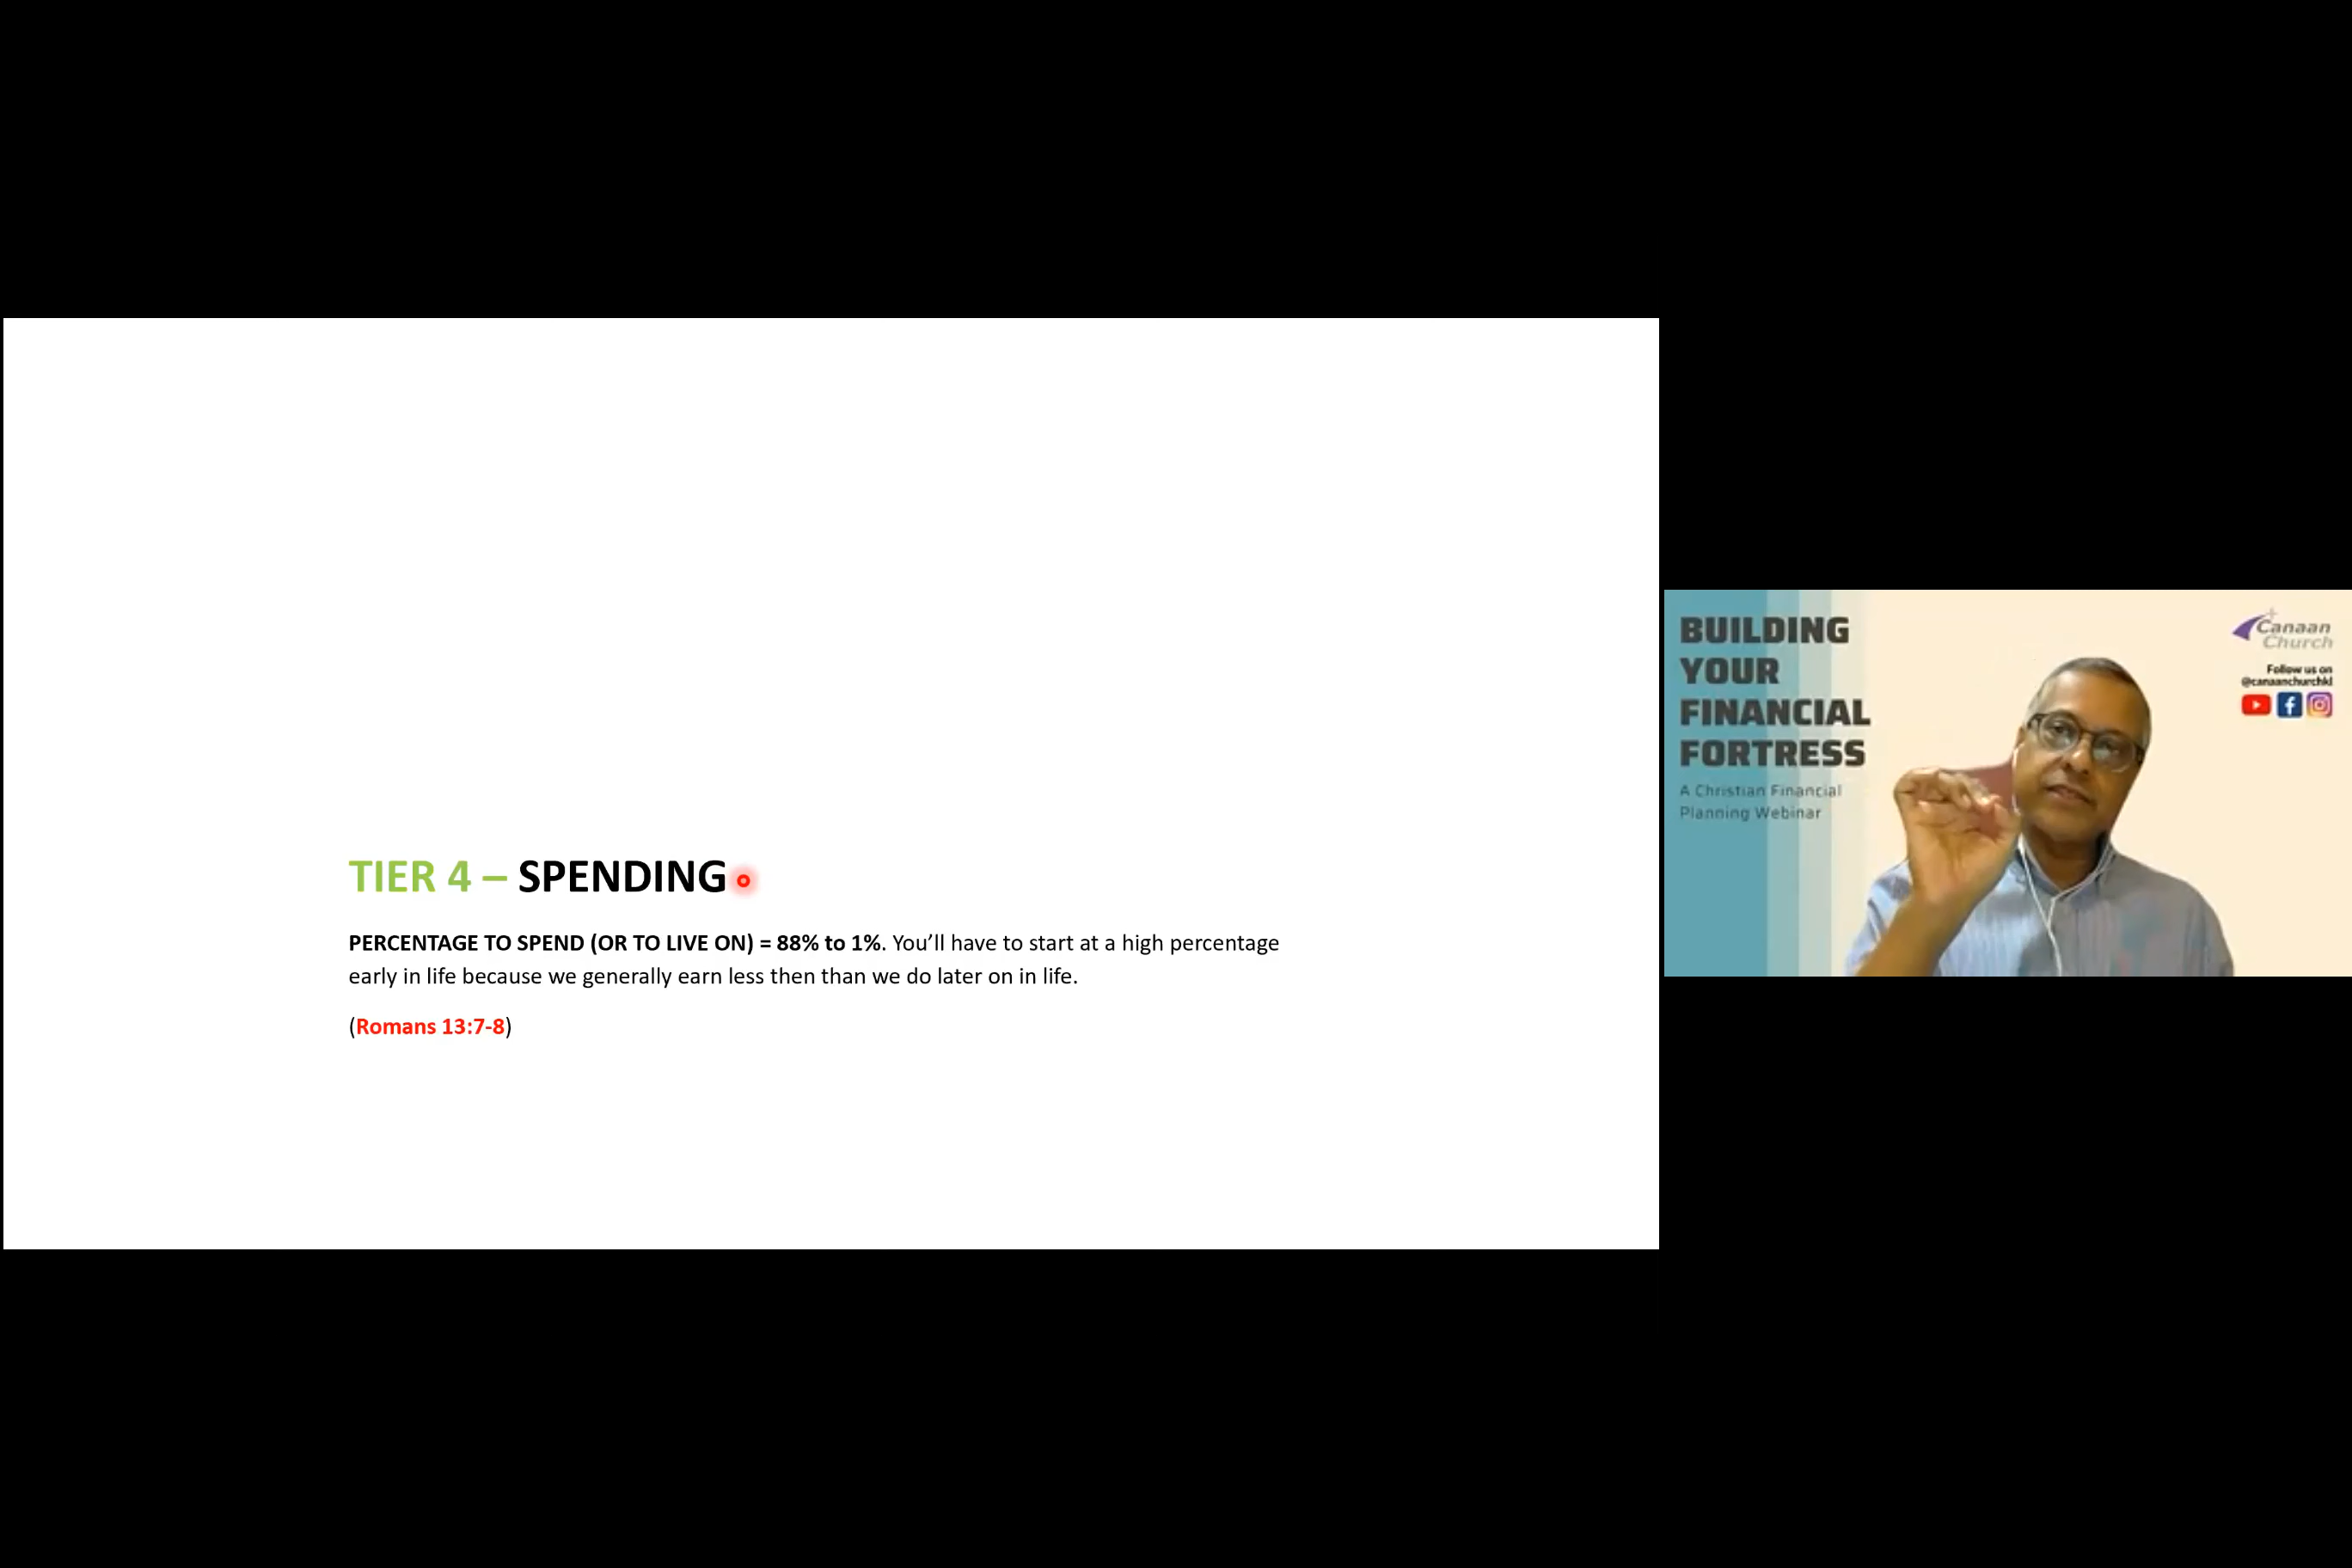 TIER 4 – SPENDING
PERCENTAGE TO SPEND (OR TO LIVE ON) = 88% to 1%. You’ll have to start at a high percentage
early in life because we generally earn less then than we do later on in life.
(Romans 13:7-8)
BUILDING
YOUR
FINANCIAL
FORTRESS
A Christian Financial
Planning Webinar
Canaan
Church
Follow us on
@canaanchurchkl